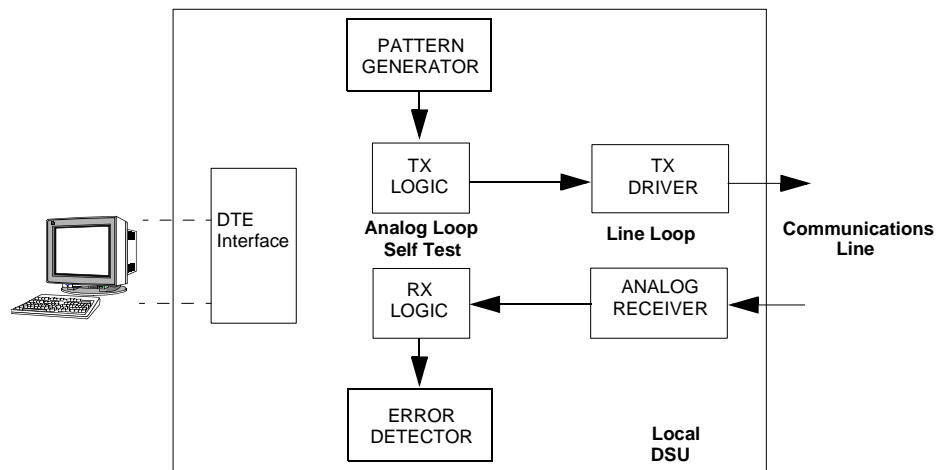 PATTERN
GENERATOR
TX
LOGIC
TX
DRIVER
DTE
Interface
Analog Loop
Self Test
Line Loop
Communications
Line
RX
LOGIC
ANALOG
RECEIVER
ERROR
DETECTOR
Local
DSU